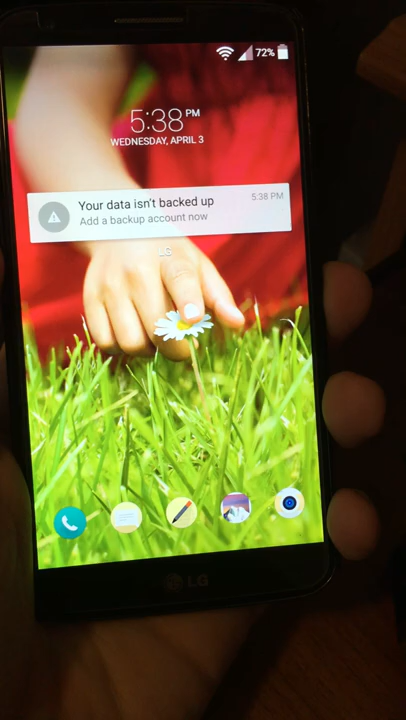 72%
5:38 PM
WEDNESDAY, APRIL 3
Your data isn't backed up 5:38 PM
Add a backup account now
LG
LG